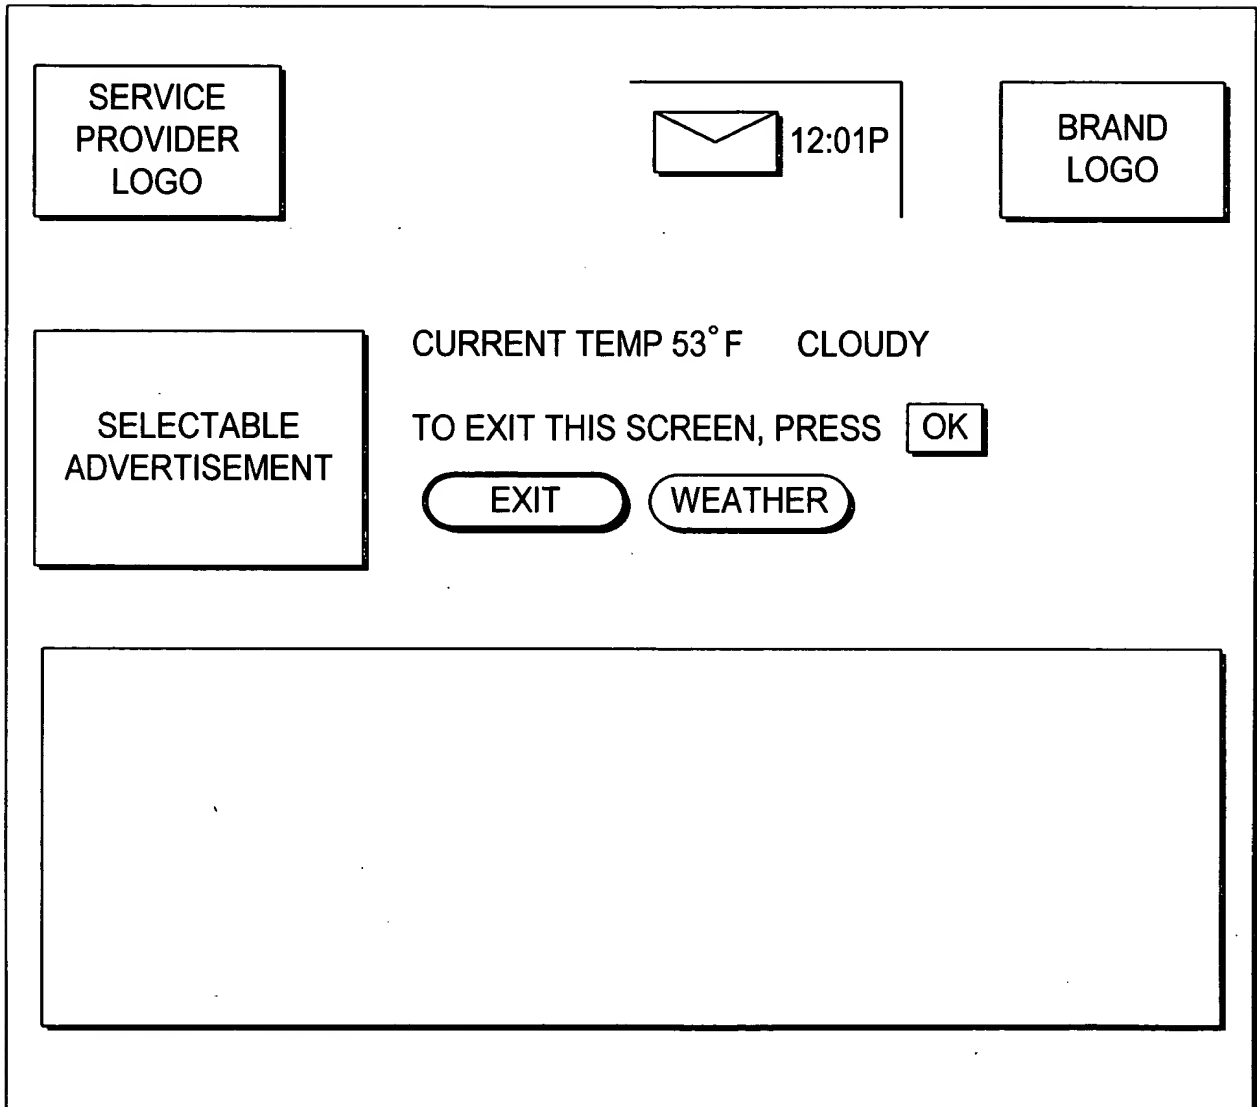 SERVICE
PROVIDER
LOGO
12:01P
BRAND
LOGO
SELECTABLE
ADVERTISEMENT
CURRENT TEMP 53°F CLOUDY
TO EXIT THIS SCREEN, PRESS OK
EXIT WEATHER